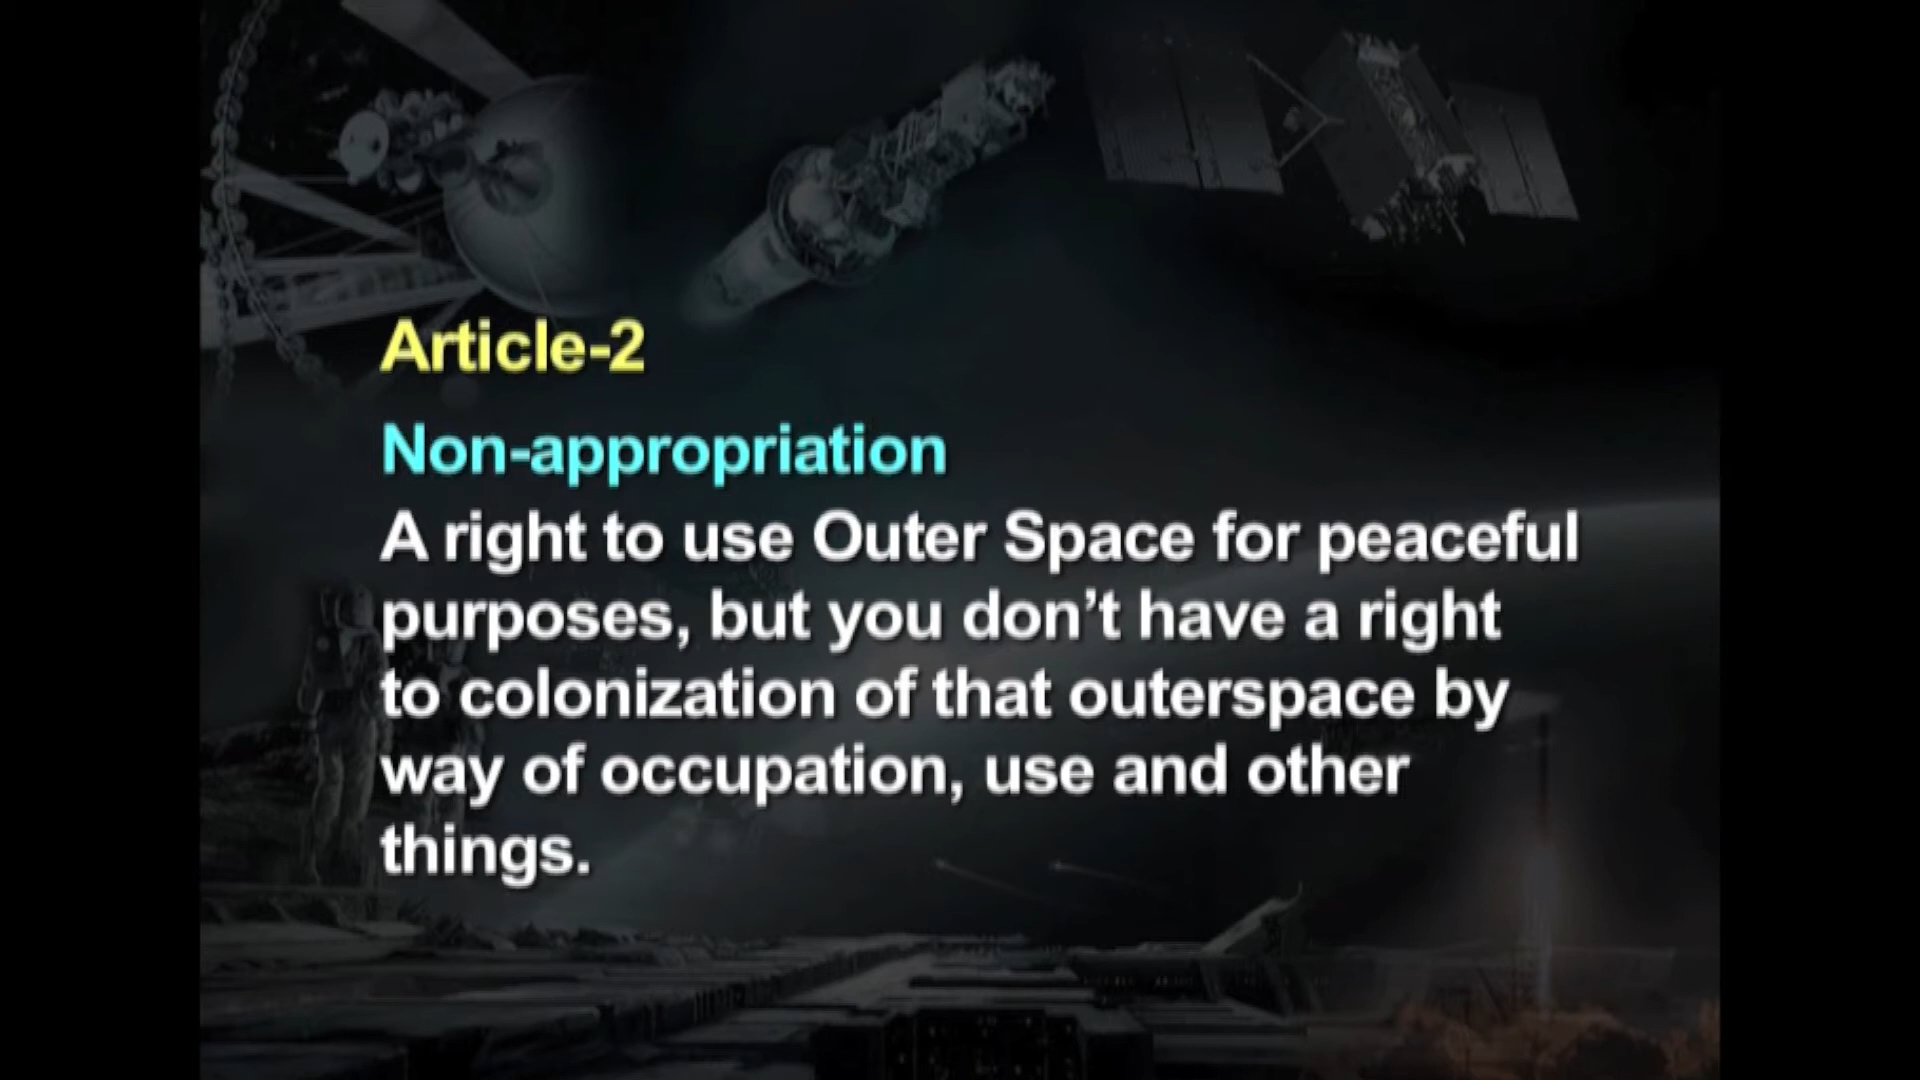 Article-2
Non-appropriation
A right to use Outer Space for peaceful
purposes, but you don’t have a right
to colonization of that outerspace by
way of occupation, use and other
things.